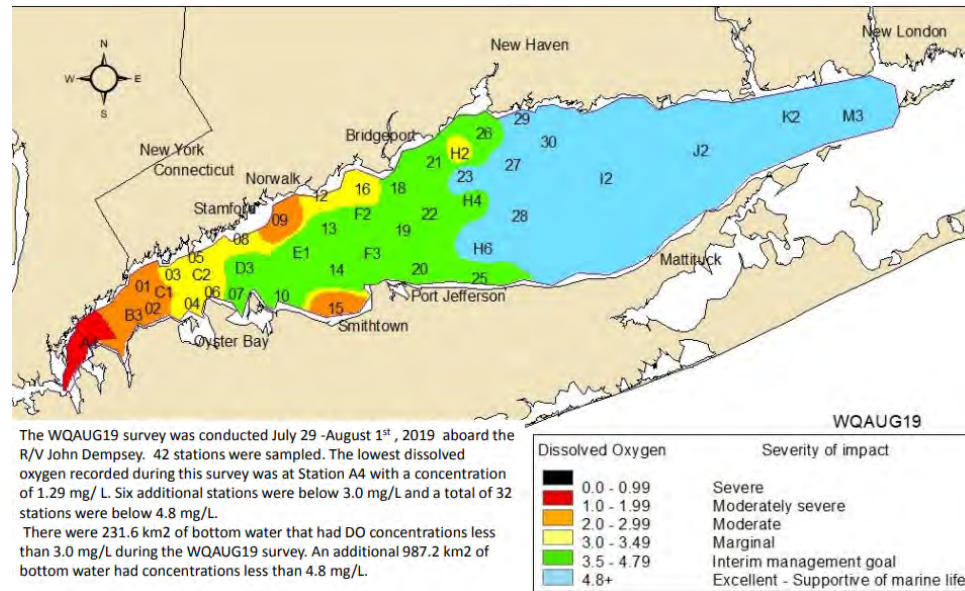 New London
New Haven
N
W E
S
29
K2
M3
26
30
Bridgeport
H2
J2
21
27
New York
23
I2
Connecticut
Norwalk
12
16
18
H4
Stamford
09
F2
22
28
13
19
08
H6
E1
F3
05
Mattituck
03
C2
D3
14
20
25
01
C1
06
07
10
Port Jefferson
02
04
15
B3
Smithtown
A4
Oyster Bay
WQAUG19
The WQAUG19 survey was conducted July 29 -August 1st , 2019 aboard the
R/V John Dempsey. 42 stations were sampled. The lowest dissolved
oxygen recorded during this survey was at Station A4 with a concentration
of 1.29 mg/ L. Six additional stations were below 3.0 mg/L and a total of 32
stations were below 4.8 mg/L.
There were 231.6 km2 of bottom water that had DO concentrations less
than 3.0 mg/L during the WQAUG19 survey. An additional 987.2 km2 of
bottom water had concentrations less than 4.8 mg/L.
Dissolved Oxygen Severity of impact
0.0 - 0.99 Severe
1.0 - 1.99 Moderately severe
2.0 - 2.99 Moderate
3.0 - 3.49 Marginal
3.5 - 4.79 Interim management goal
4.8+ Excellent - Supportive of marine life